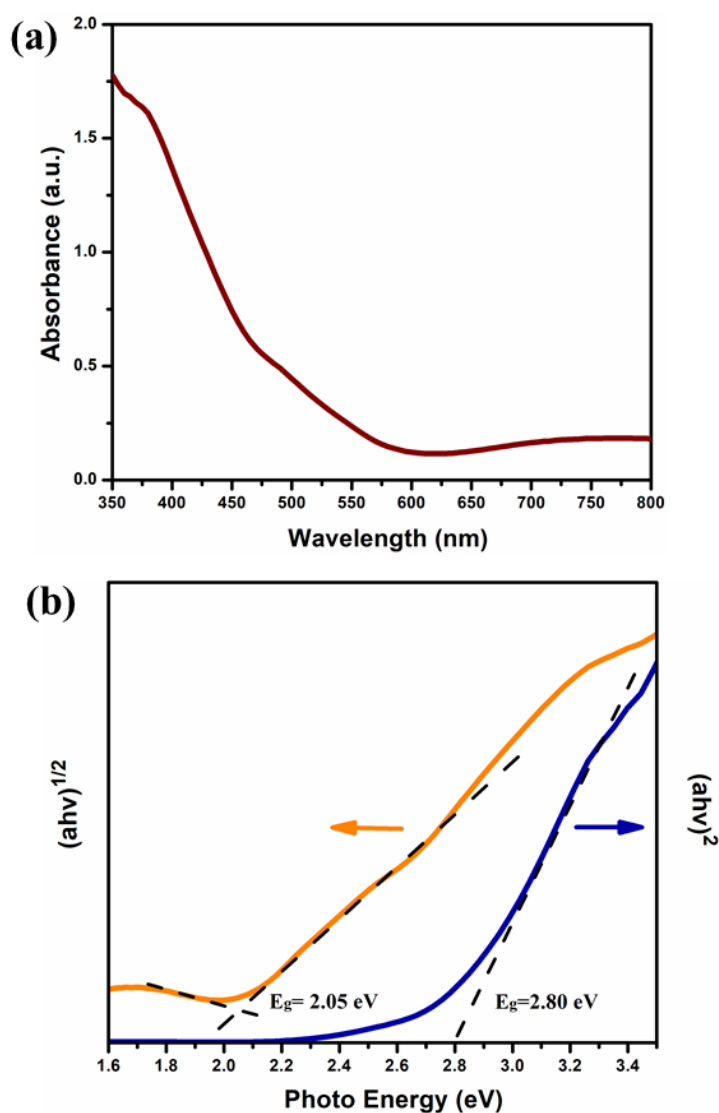 (a)
2.0
1.5
1.0
0.5
0.0
Absorbance (a.u.)
350 400 450 500 550 600 650 700 750 800
Wavelength (nm)
(b)
(ahv)1/2
(ahv)2
Eg= 2.05 eV
Eg=2.80 eV
1.6 1.8 2.0 2.2 2.4 2.6 2.8 3.0 3.2 3.4
Photo Energy (eV)